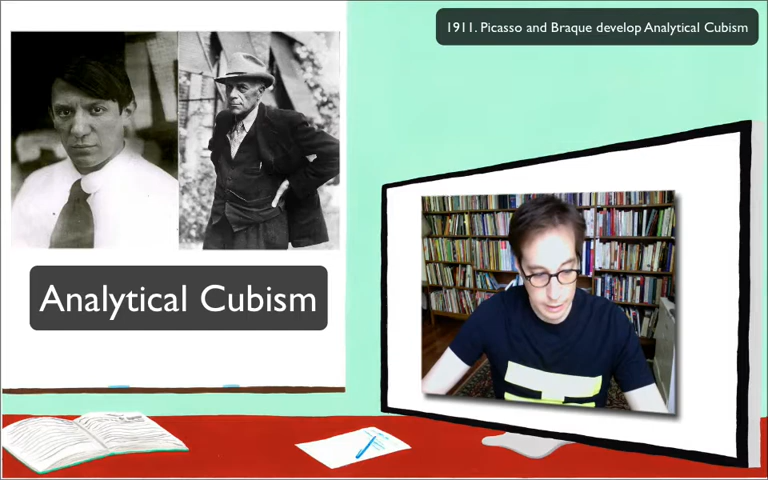 1911. Picasso and Braque develop Analytical Cubism
Analytical Cubism